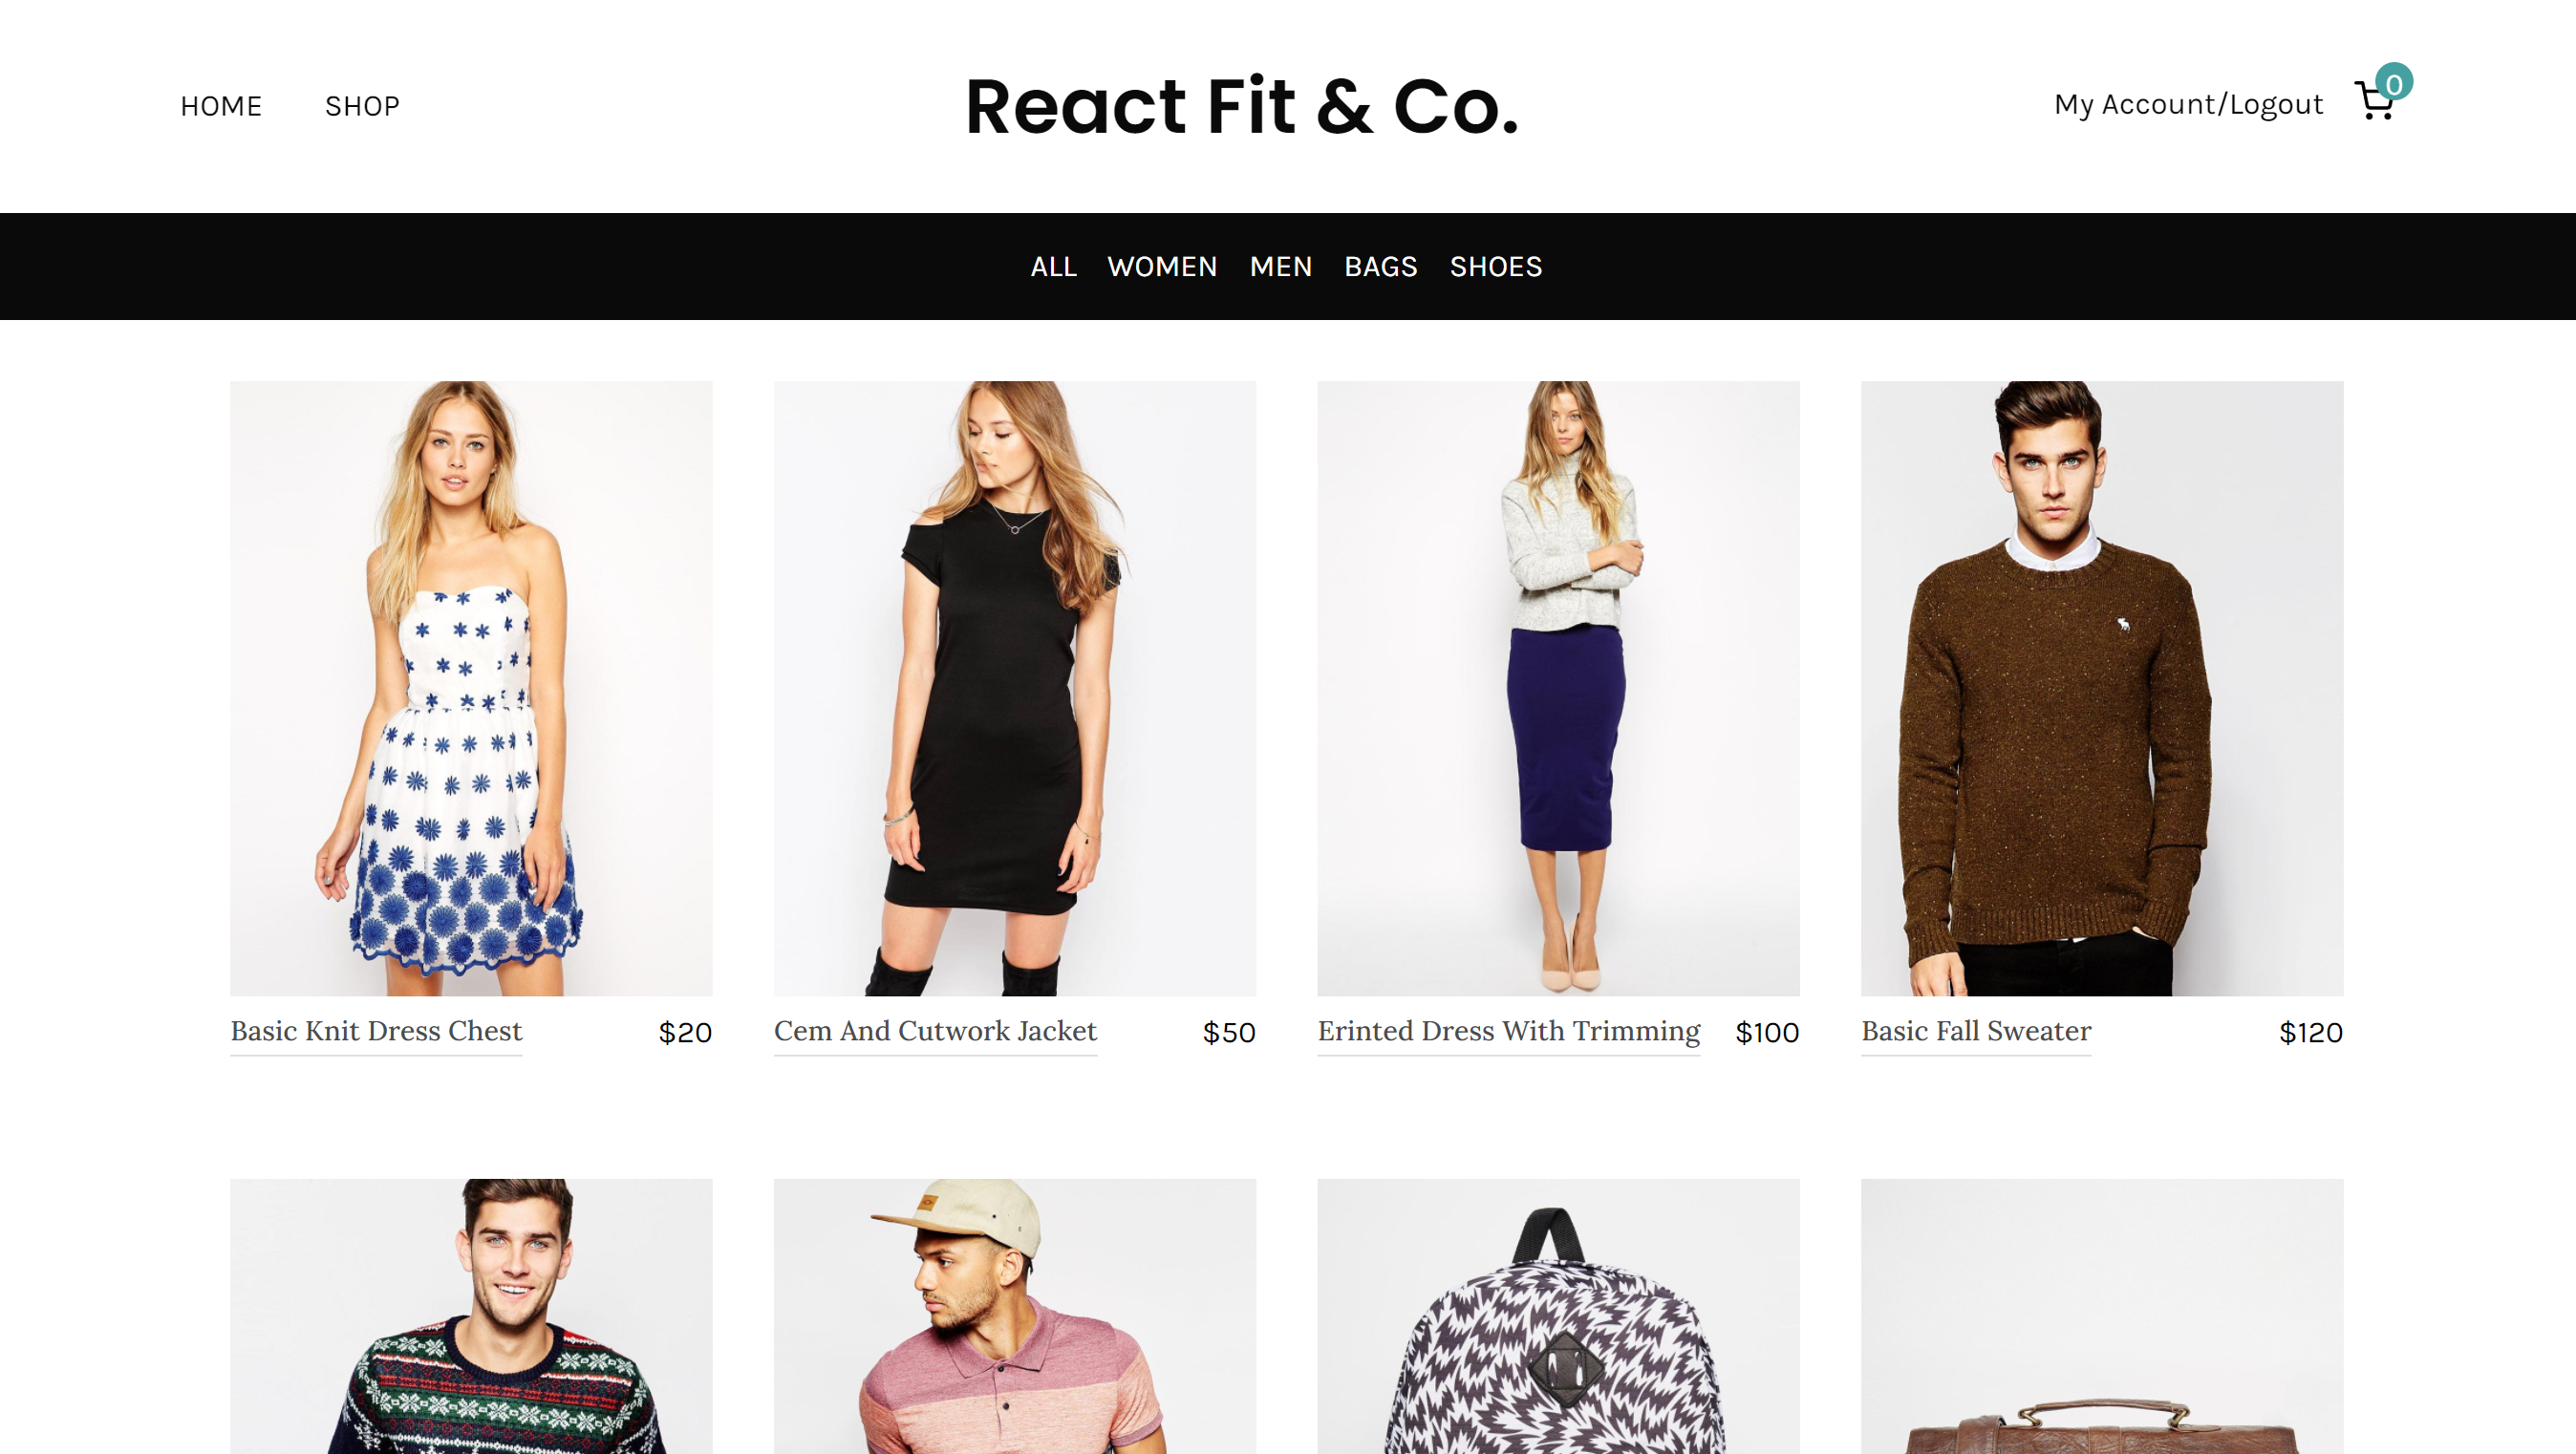 HOME SHOP React Fit & Co. My Account/Logout 0
ALL WOMEN MEN BAGS SHOES
Basic Knit Dress Chest $20 Cem And Cutwork Jacket $50 Erinted Dress With Trimming $100 Basic Fall Sweater $120